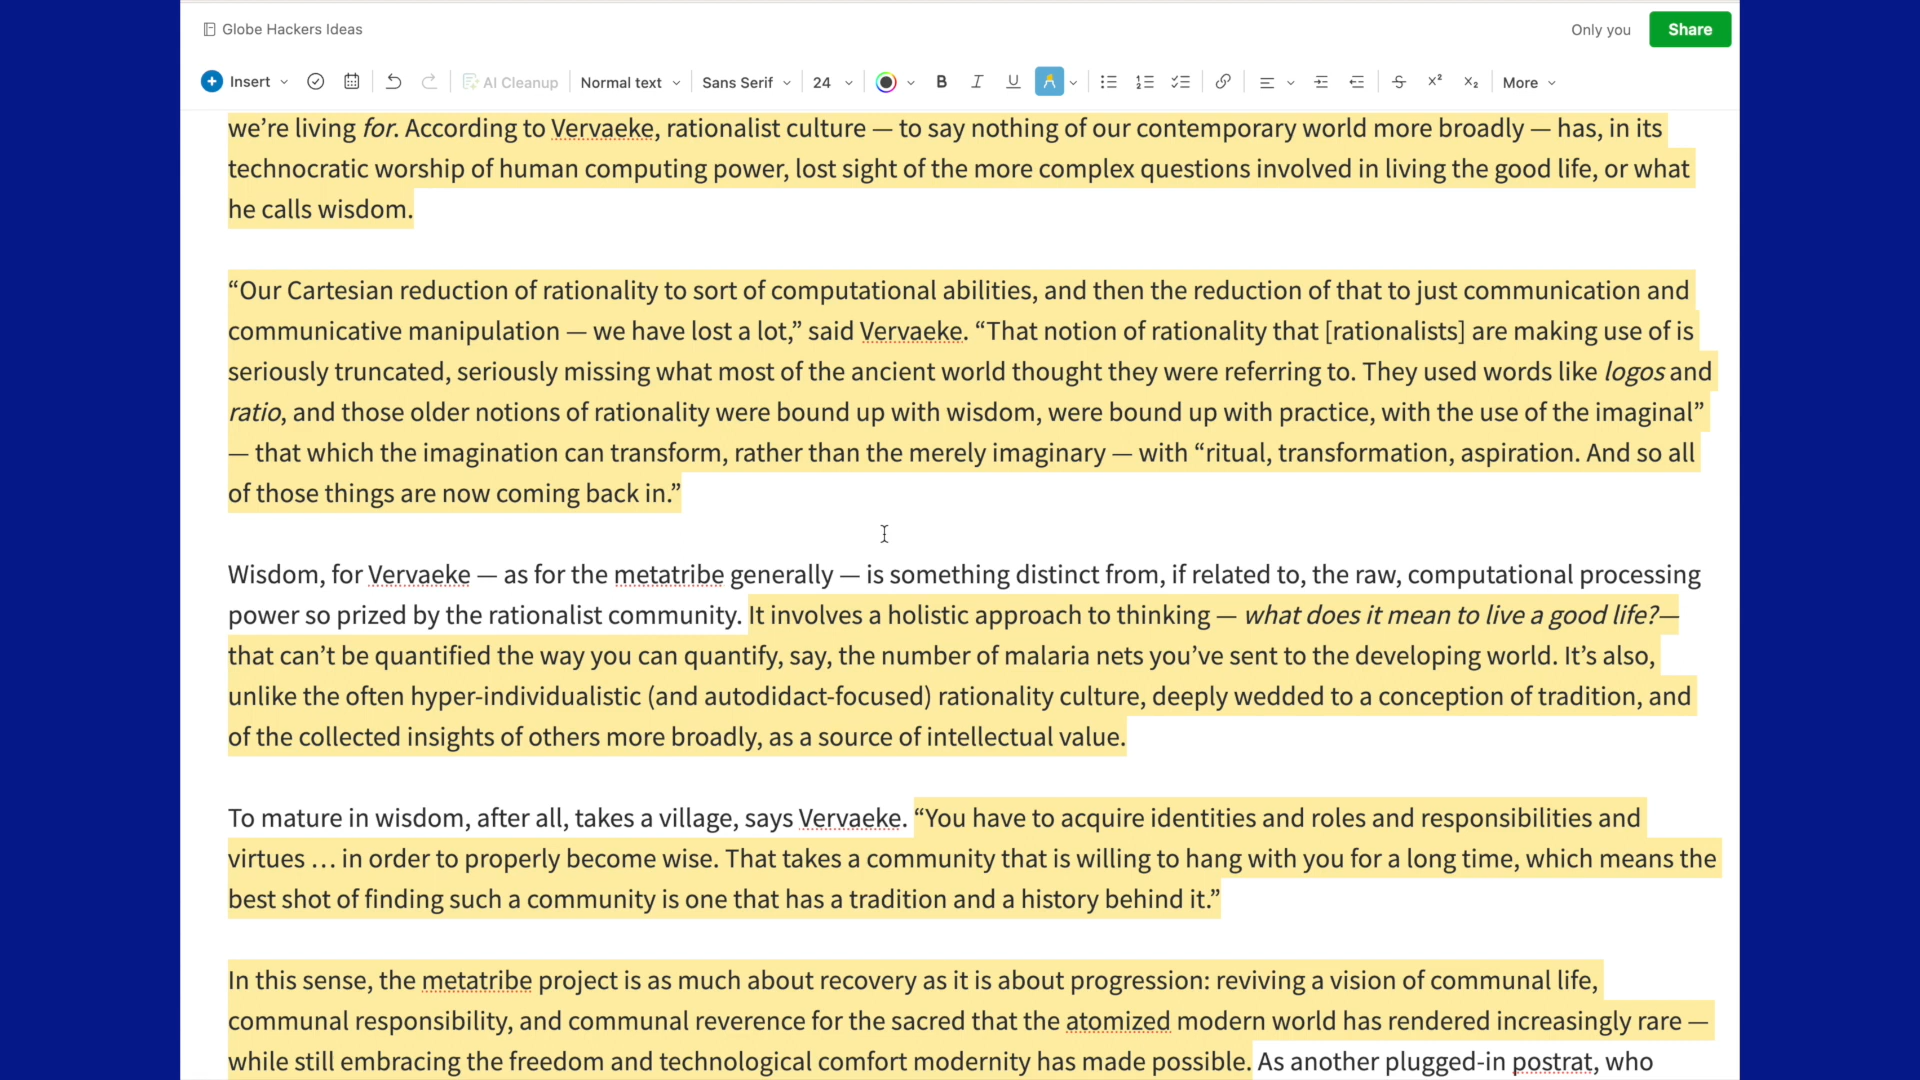 Globe Hackers Ideas
Only you
Share
Insert
AI Cleanup
Normal text
Sans Serif
24
B
I
U
A
More
we’re living for. According to Vervaeke, rationalist culture — to say nothing of our contemporary world more broadly — has, in its
technocratic worship of human computing power, lost sight of the more complex questions involved in living the good life, or what
he calls wisdom.
“Our Cartesian reduction of rationality to sort of computational abilities, and then the reduction of that to just communication and
communicative manipulation — we have lost a lot,” said Vervaeke. “That notion of rationality that [rationalists] are making use of is
seriously truncated, seriously missing what most of the ancient world thought they were referring to. They used words like logos and
ratio, and those older notions of rationality were bound up with wisdom, were bound up with practice, with the use of the imaginal”
— that which the imagination can transform, rather than the merely imaginary — with “ritual, transformation, aspiration. And so all
of those things are now coming back in.”
Wisdom, for Vervaeke — as for the metatribe generally — is something distinct from, if related to, the raw, computational processing
power so prized by the rationalist community. It involves a holistic approach to thinking — what does it mean to live a good life?—
that can’t be quantified the way you can quantify, say, the number of malaria nets you’ve sent to the developing world. It’s also,
unlike the often hyper-individualistic (and autodidact-focused) rationality culture, deeply wedded to a conception of tradition, and
of the collected insights of others more broadly, as a source of intellectual value.
To mature in wisdom, after all, takes a village, says Vervaeke. “You have to acquire identities and roles and responsibilities and
virtues … in order to properly become wise. That takes a community that is willing to hang with you for a long time, which means the
best shot of finding such a community is one that has a tradition and a history behind it.”
In this sense, the metatribe project is as much about recovery as it is about progression: reviving a vision of communal life,
communal responsibility, and communal reverence for the sacred that the atomized modern world has rendered increasingly rare —
while still embracing the freedom and technological comfort modernity has made possible. As another plugged-in postrat, who